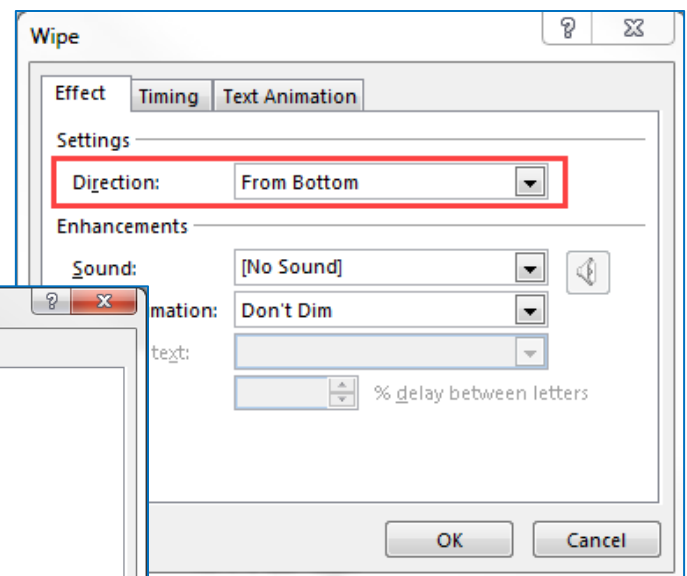 Wipe
Effect Timing Text Animation
Settings
Direction: From Bottom
Enhancements
Sound: [No Sound]
mation: Don't Dim
text:
% delay between letters
OK Cancel